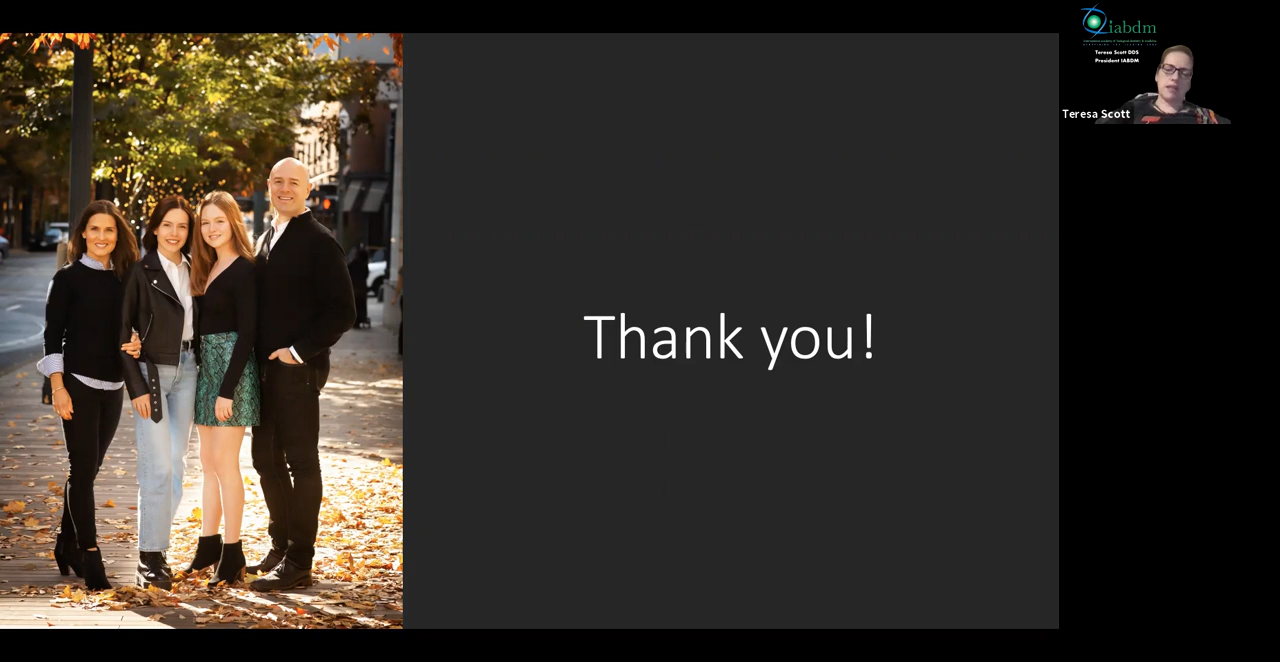 Thank you!
iabdm
Teresa Scott DDS
President IABDM
Teresa Scott